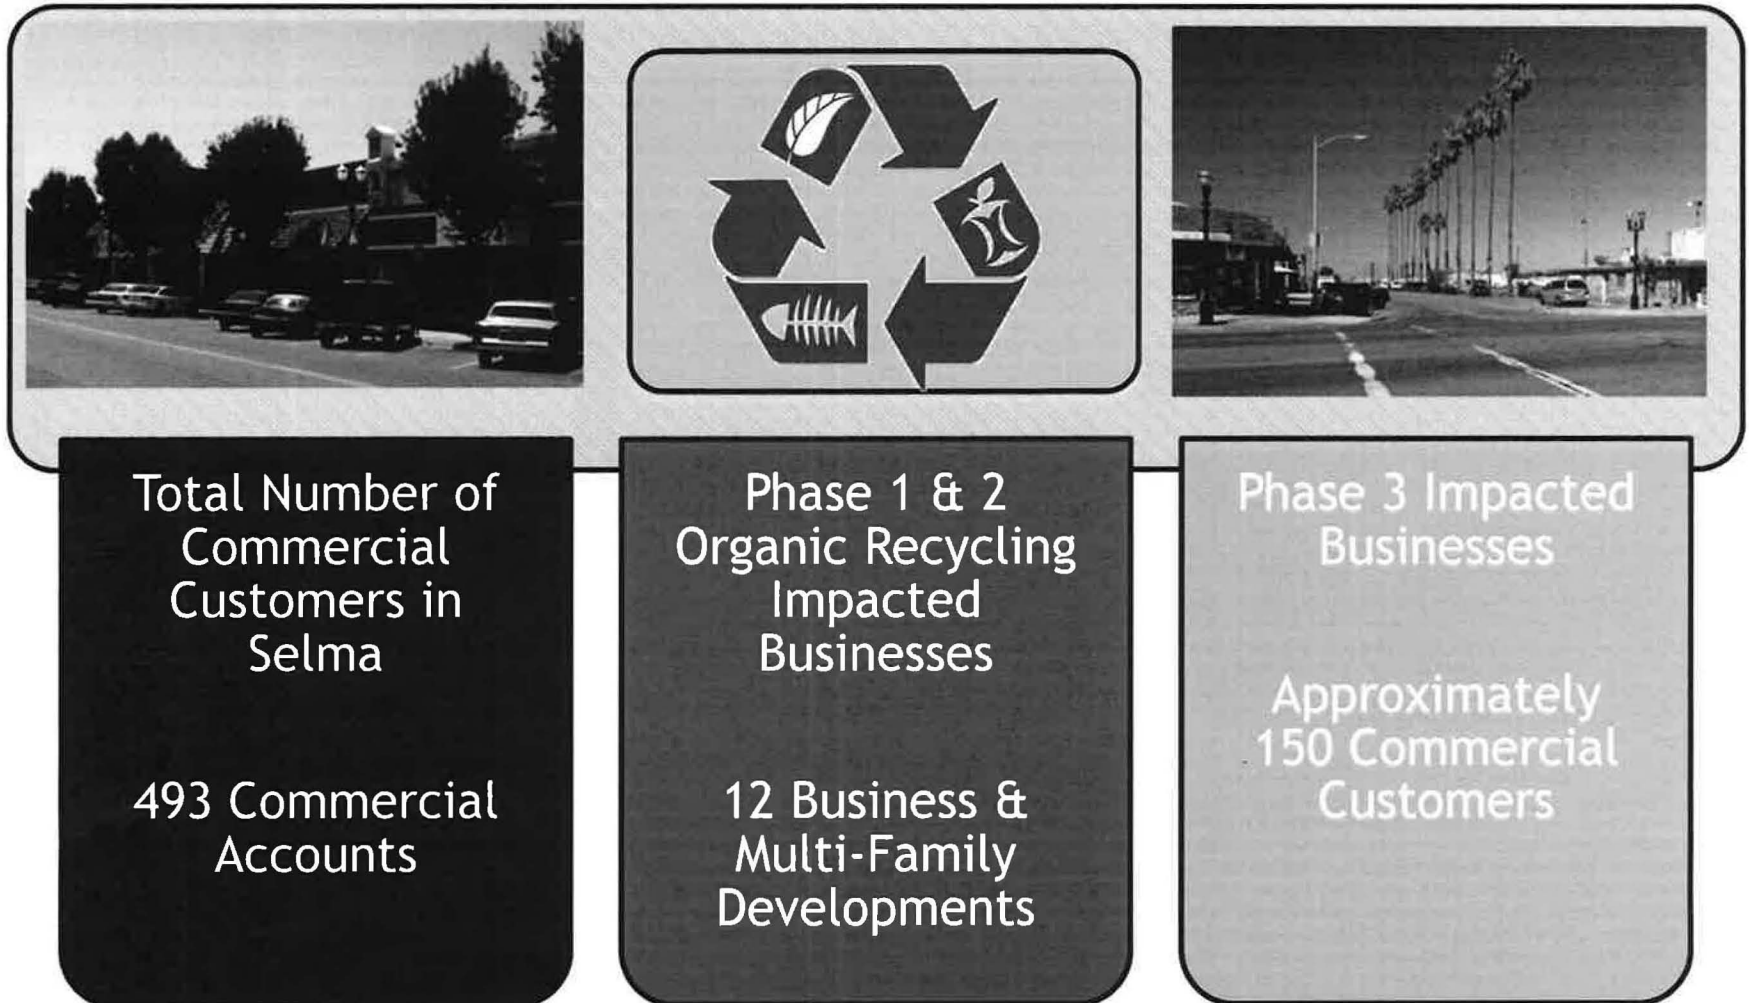 Total Number of
Commercial
Customers in
Selma
493 Commercial
Accounts
Phase 1 & 2
Organic Recycling
Impacted
Businesses
12 Business &
Multi-Family
Developments
Phase 3 Impacted
Businesses
Approximately
150 Commercial
Customers